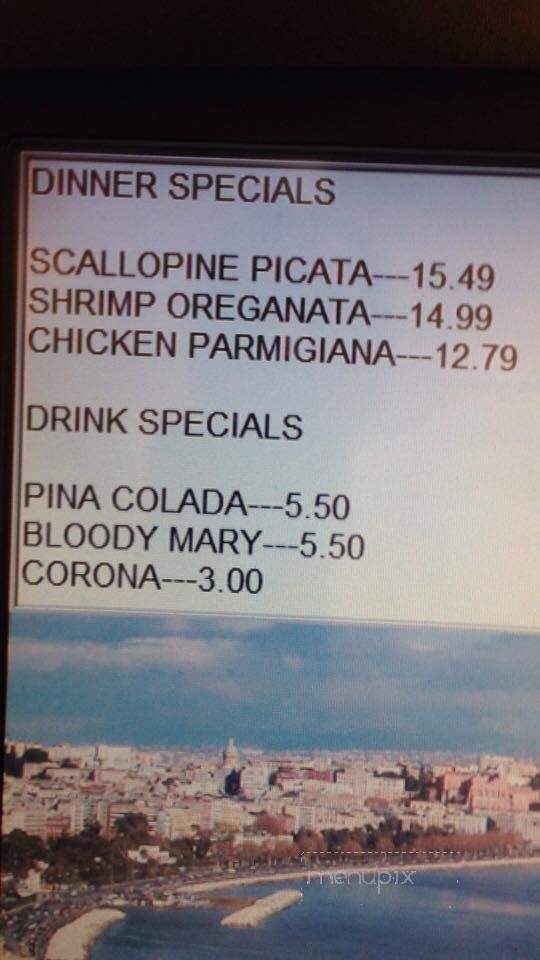 DINNER SPECIALS
SCALLOPINE PICATA---15.49
SHRIMP OREGANATA---14.99
CHICKEN PARMIGIANA---12.79
DRINK SPECIALS
PINA COLADA---5.50
BLOODY MARY---5.50
CORONA---3.00
menupix